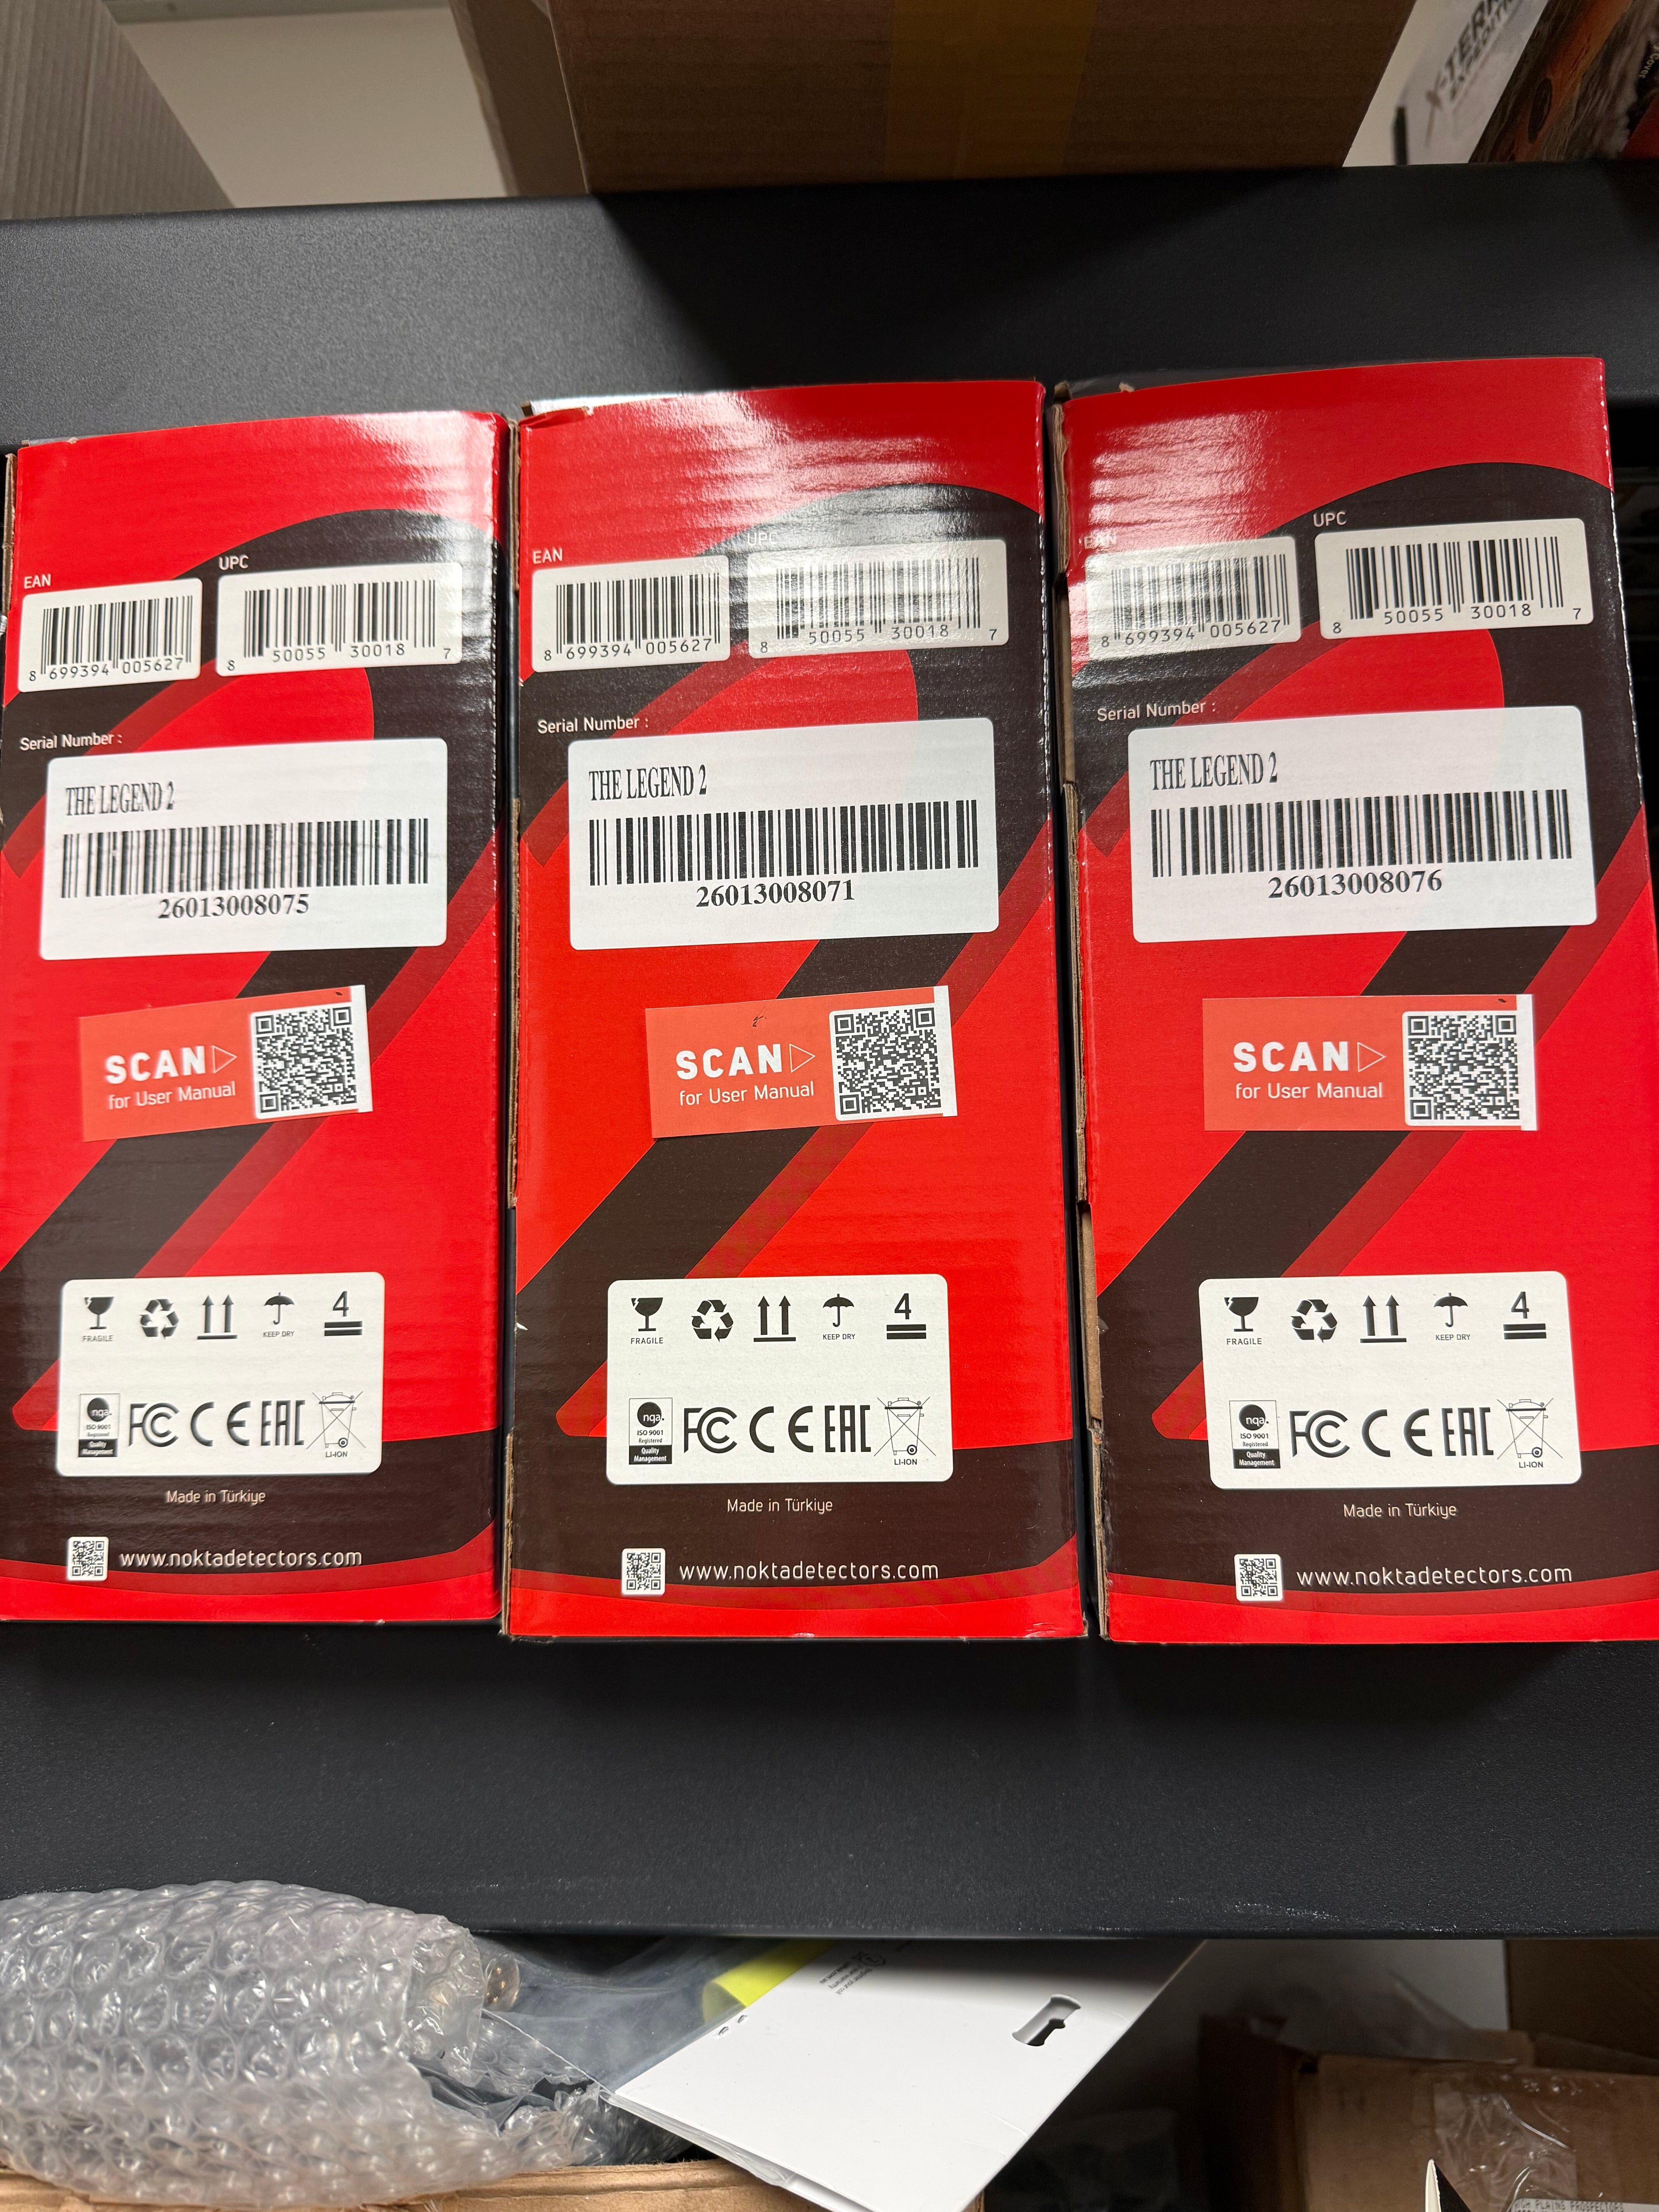 X-TERRA
EAN
UPC
8 699394 005627
8 50055 30018 7
Serial Number :
THE LEGEND 2
26013008075
SCAN
for User Manual
FRAGILE
KEEP DRY
4
nqa.
ISO 9001
Registered
Quality
Management
FC CE EAC
LI-ION
Made in Türkiye
www.noktadetectors.com
EAN
UPC
8 699394 005627
8 50055 30018 7
Serial Number :
THE LEGEND 2
26013008071
SCAN
for User Manual
FRAGILE
KEEP DRY
4
nqa.
ISO 9001
Registered
Quality
Management
FC CE EAC
LI-ION
Made in Türkiye
www.noktadetectors.com
EAN
UPC
8 699394 005627
8 50055 30018 7
Serial Number :
THE LEGEND 2
26013008076
SCAN
for User Manual
FRAGILE
KEEP DRY
4
nqa.
ISO 9001
Registered
Quality
Management
FC CE EAC
LI-ION
Made in Türkiye
www.noktadetectors.com